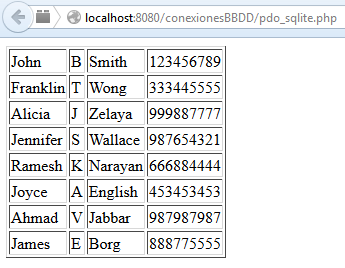 localhost:8080/conexionesBBDD/pdo_sqlite.php
John B Smith 123456789
Franklin T Wong 333445555
Alicia J Zelaya 999887777
Jennifer S Wallace 987654321
Ramesh K Narayan 666884444
Joyce A English 453453453
Ahmad V Jabbar 987987987
James E Borg 888775555